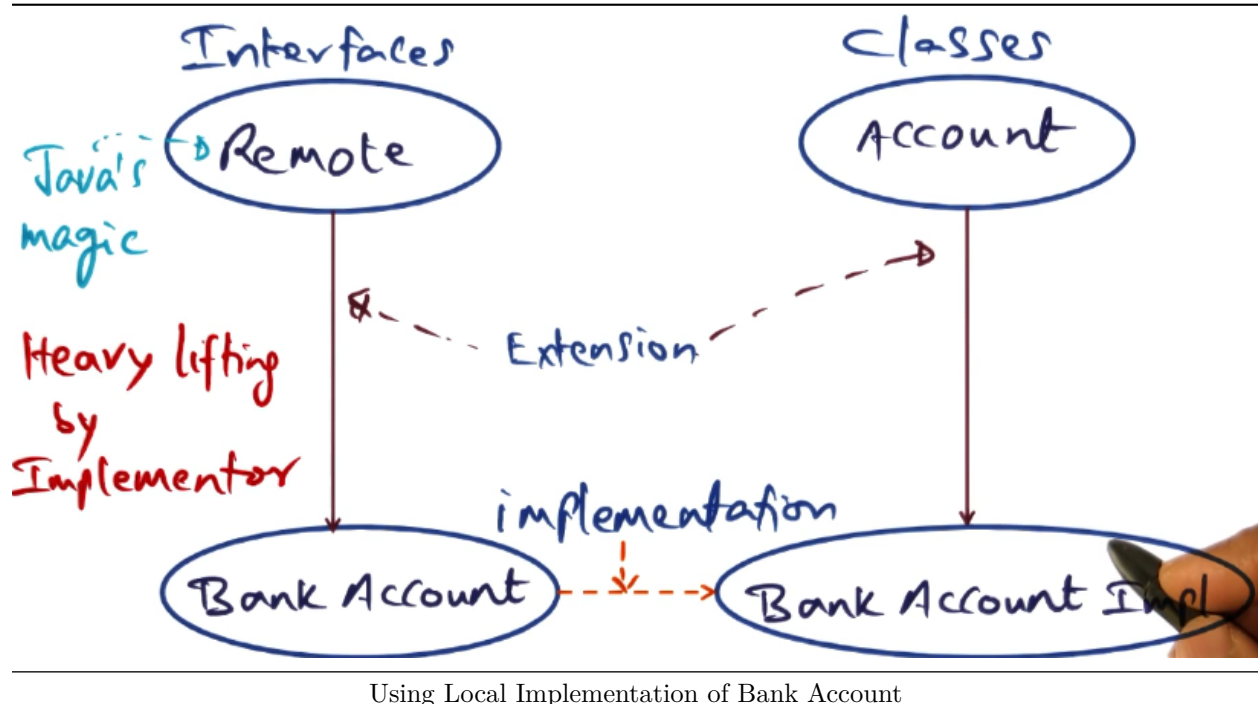 Interfaces
Classes
Remote
Account
Java's
magic
Extension
Heavy lifting
by
Implementor
implementation
Bank Account
Bank Account Impl
Using Local Implementation of Bank Account